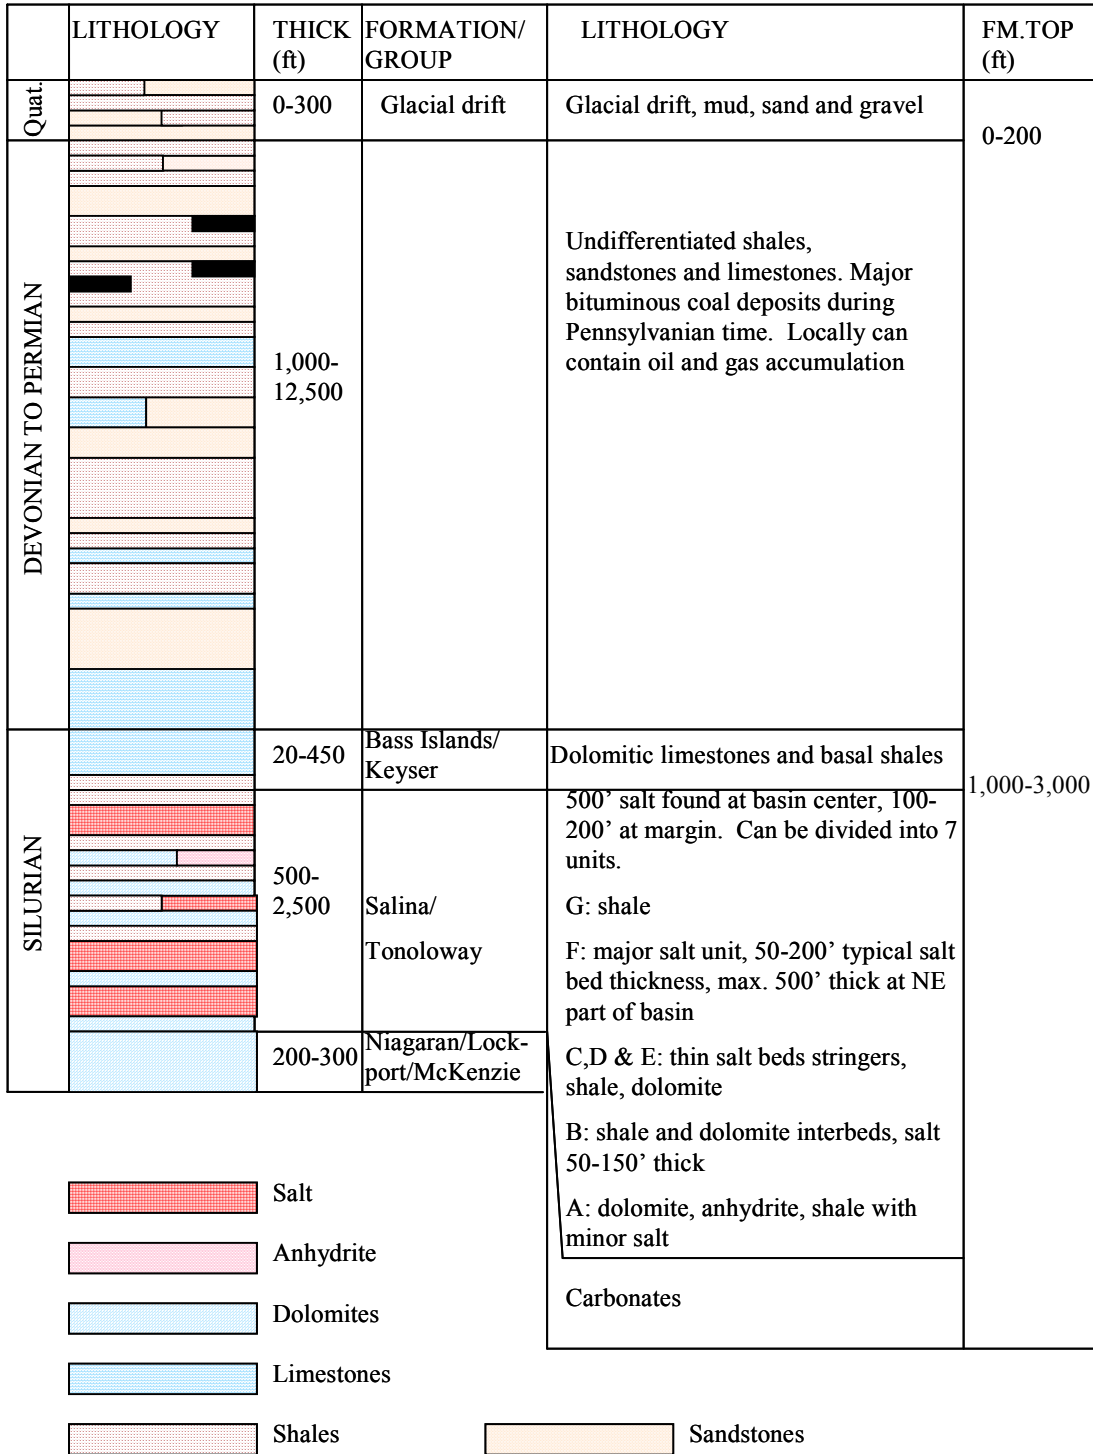 LITHOLOGY
THICK
(ft)
FORMATION/
GROUP
LITHOLOGY
FM.TOP
(ft)
Quat.
0-300
Glacial drift
Glacial drift, mud, sand and gravel
0-200
DEVONIAN TO PERMIAN
1,000-
12,500
Undifferentiated shales,
sandstones and limestones. Major
bituminous coal deposits during
Pennsylvanian time. Locally can
contain oil and gas accumulation
SILURIAN
20-450
Bass Islands/
Keyser
Dolomitic limestones and basal shales
1,000-3,000
500-
2,500
Salina/
Tonoloway
500’ salt found at basin center, 100-
200’ at margin. Can be divided into 7
units.
G: shale
F: major salt unit, 50-200’ typical salt
bed thickness, max. 500’ thick at NE
part of basin
C,D & E: thin salt beds stringers,
shale, dolomite
B: shale and dolomite interbeds, salt
50-150’ thick
A: dolomite, anhydrite, shale with
minor salt
200-300
Niagaran/Lock-
port/McKenzie
Carbonates
Salt
Anhydrite
Dolomites
Limestones
Shales
Sandstones